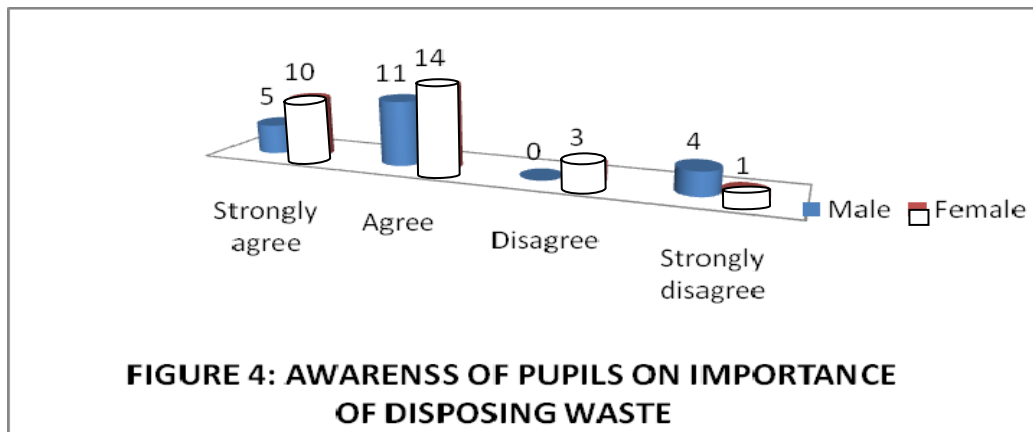 5 10 11 14 0 3 4 1
Strongly
agree
Agree
Disagree
Strongly
disagree
Male Female
FIGURE 4: AWARENSS OF PUPILS ON IMPORTANCE
OF DISPOSING WASTE